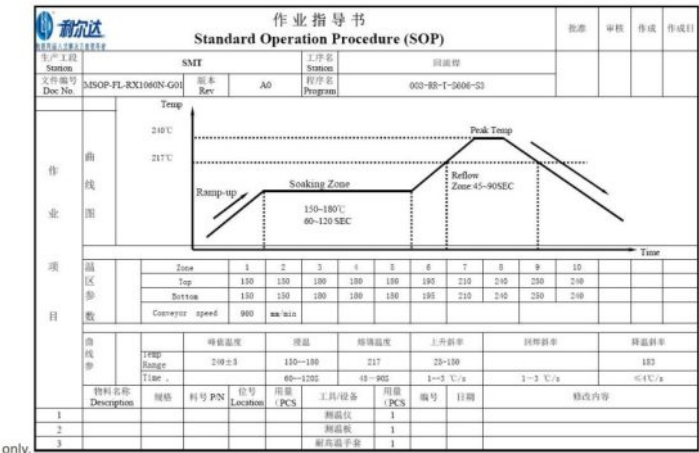 利尔达
作 业 指 导 书
Standard Operation Procedure (SOP)
批准 审核 作成 作成日
生产工段 Station SMT 工序名 Station 回流焊
文件编号 Doc No. MSOP-FL-RX1060N-G01 版本 Rev A0 程序名 Program 003-RR-T-S606-S3
作 业 项 目
曲 线 图
Temp
240℃
217℃
Peak Temp
Ramp-up
Soaking Zone
150~180℃
60~120 SEC
Reflow
Zone:45~90SEC
Time
温 区 参 数
Zone 1 2 3 4 5 6 7 8 9 10
Top 150 150 180 180 180 195 210 240 250 240
Bottom 150 150 180 180 180 195 210 240 250 240
Conveyor speed 900 mm/min
曲 线 参
峰值温度 浸温 熔锡温度 上升斜率 回焊斜率 降温斜率
Temp Range 240±5 150--180 217 20-150 183
Time . 60--120S 45--90S 1--3 ℃/s 1--3 ℃/s ≤4℃/s
物料名称 Description 规格 料号 P/N 位号 Location 用量 (PCS 工具/设备 用量 (PCS 编号 日期 修改内容
1 测温仪 1
2 测温板 1
3 耐高温手套 1
only.